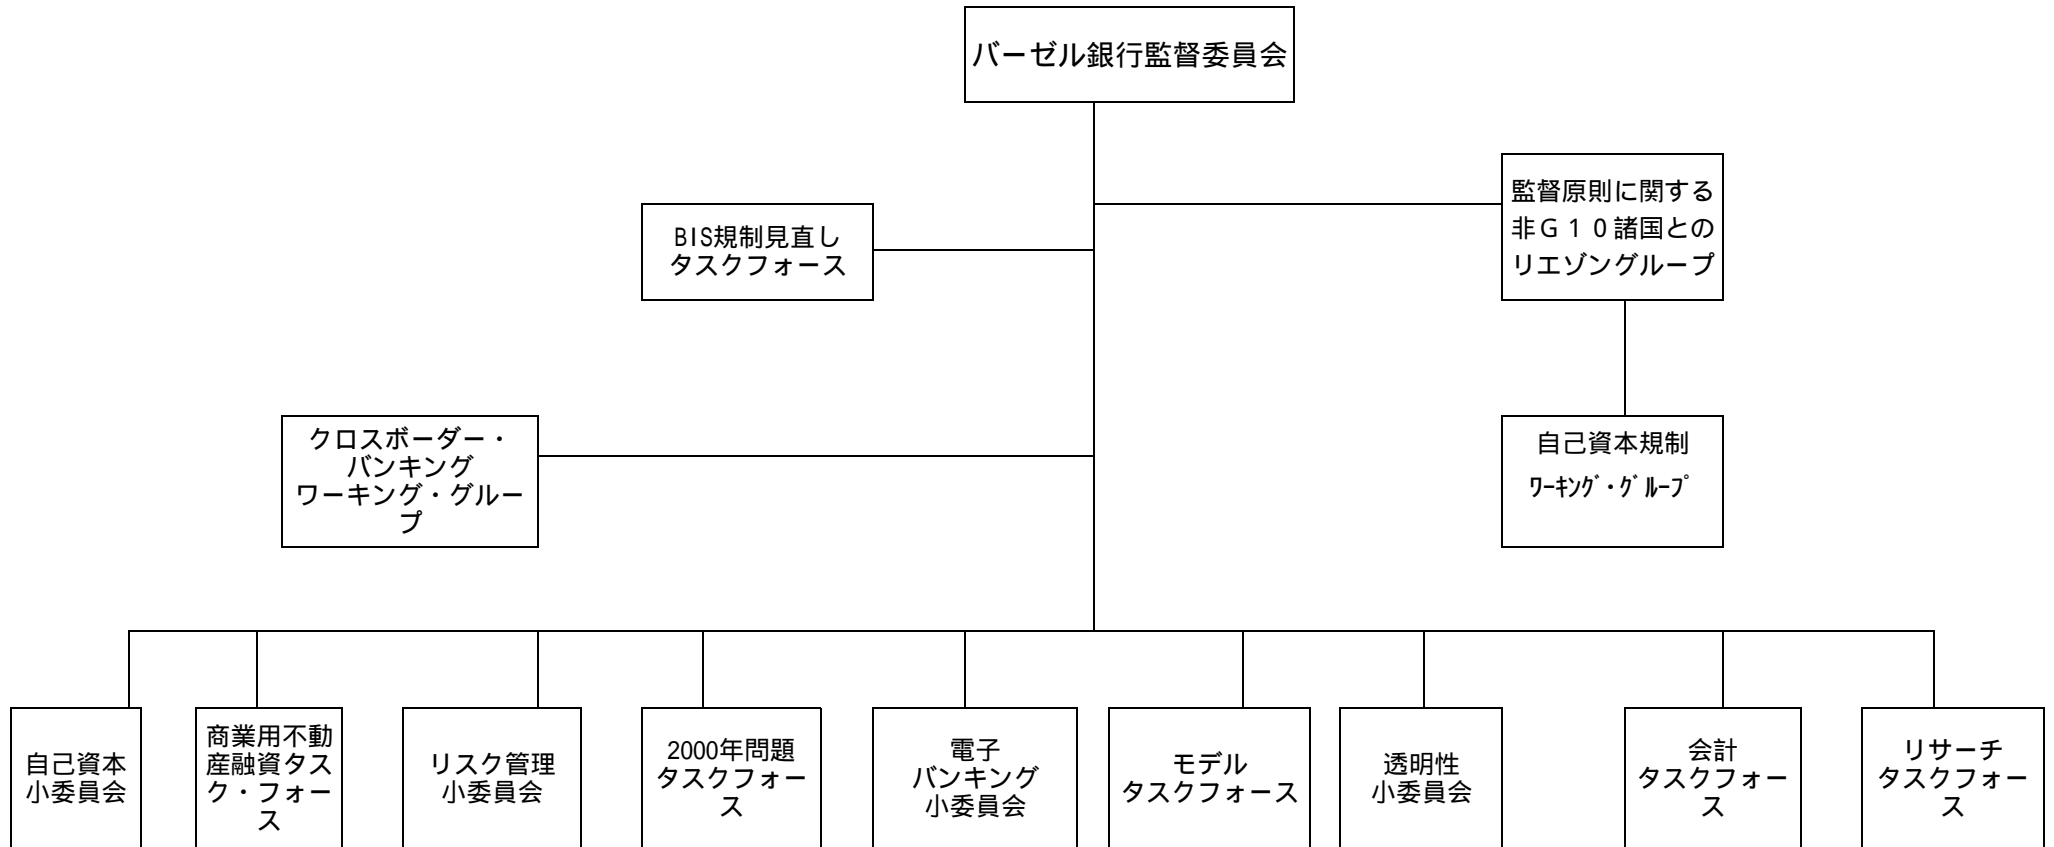 バーゼル銀行監督委員会
監督原則に関する
非Ｇ１０諸国との
リエゾングループ
BIS規制見直し
タスクフォース
クロスボーダー・
バンキング
ワーキング・グルー
プ
自己資本規制
ﾜｰｷﾝｸﾞ･ｸﾞﾙｰﾌﾟ
自己資本
小委員会
商業用不動
産融資タス
ク・フォー
ス
リスク管理
小委員会
2000年問題
タスクフォー
ス
電子
バンキング
小委員会
モデル
タスクフォース
透明性
小委員会
会計
タスクフォー
ス
リサーチ
タスクフォー
ス